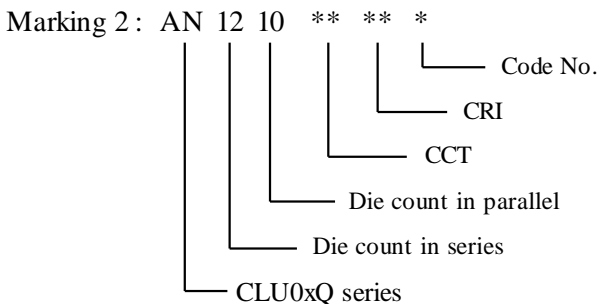 Marking 2 : AN 12 10 ** ** *
Code No.
CRI
CCT
Die count in parallel
Die count in series
CLU0xQ series